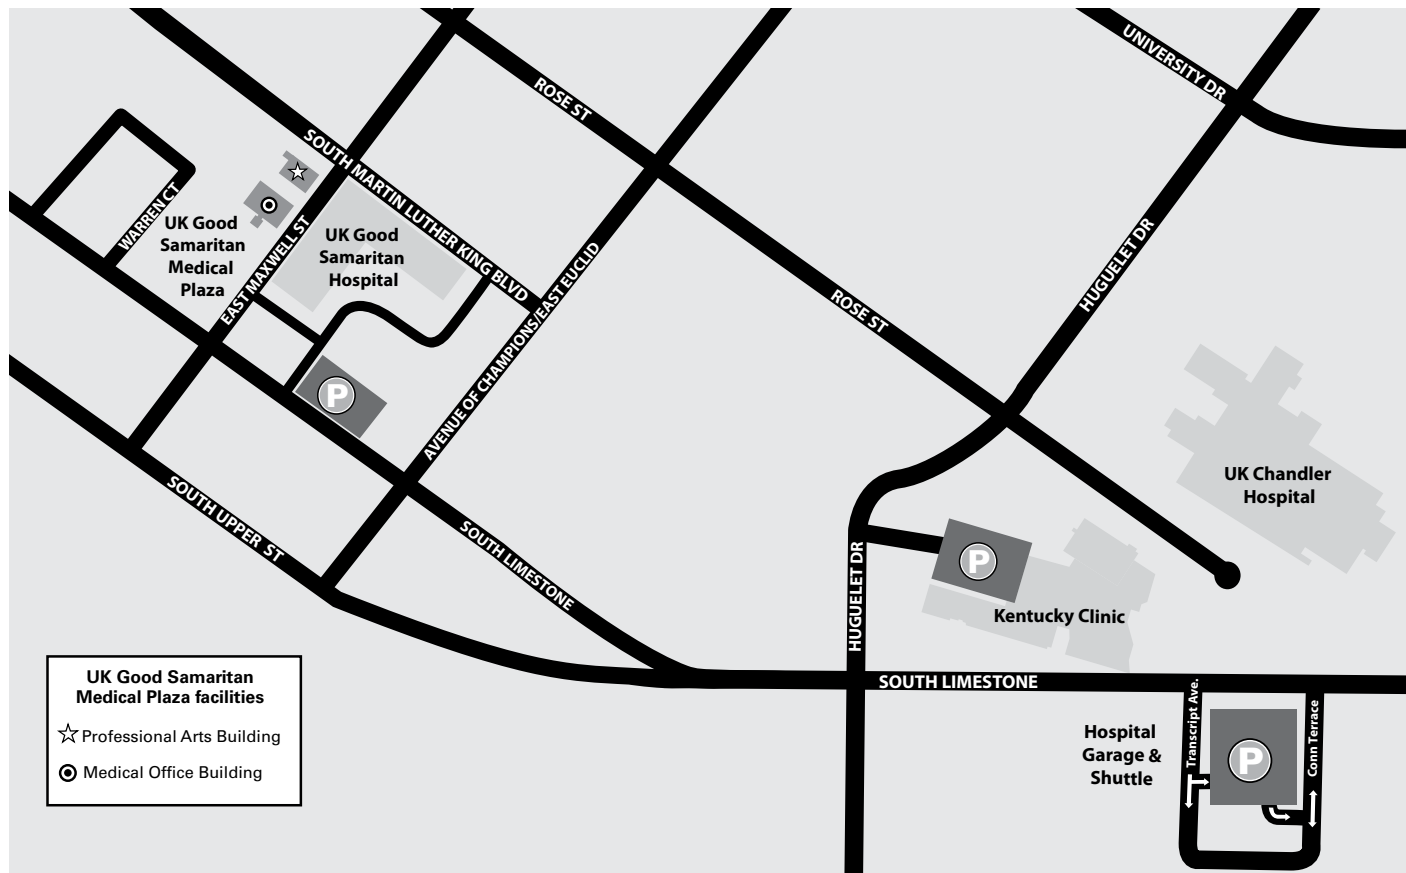 UNIVERSITY DR
ROSE ST
SOUTH MARTIN LUTHER KING BLVD
WARREN CT
UK Good
Samaritan
Medical
Plaza
EAST MAXWELL ST
UK Good
Samaritan
Hospital
AVENUE OF CHAMPIONS/EAST EUCLID
HUGUELET DR
ROSE ST
P
UK Chandler
Hospital
SOUTH UPPER ST
SOUTH LIMESTONE
HUGUELET DR
P
Kentucky Clinic
SOUTH LIMESTONE
UK Good Samaritan
Medical Plaza facilities
Professional Arts Building
Medical Office Building
Hospital
Garage &
Shuttle
Transcript Ave.
P
Conn Terrace